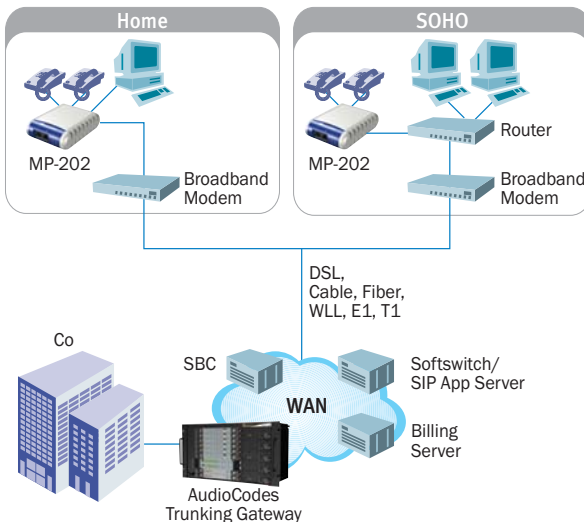 Home
SOHO
MP-202
Broadband
Modem
MP-202
Router
Broadband
Modem
DSL,
Cable, Fiber,
WLL, E1, T1
Co
SBC
Softswitch/
SIP App Server
WAN
Billing
Server
AudioCodes
Trunking Gateway